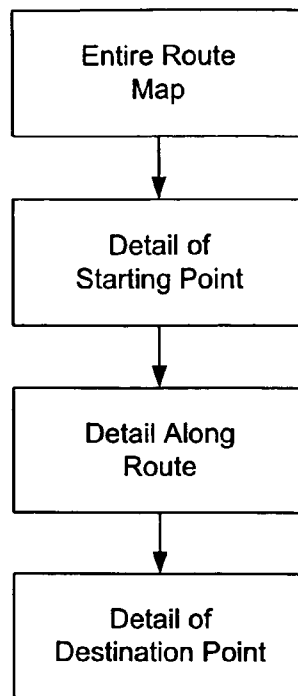 Entire Route
Map
Detail of
Starting Point
Detail Along
Route
Detail of
Destination Point